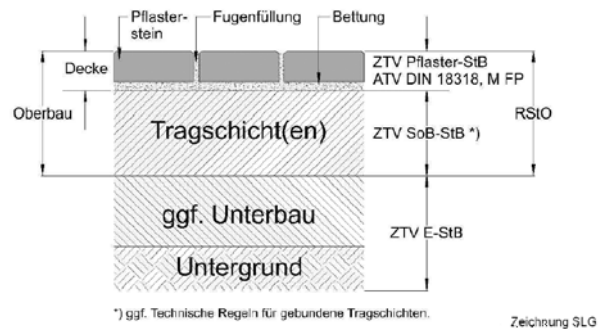 Pflaster-
stein
Fugenfüllung
Bettung
Decke
ZTV Pflaster-StB
ATV DIN 18318, M FP
Oberbau
Tragschicht(en)
ZTV SoB-StB *)
RStO
ggf. Unterbau
ZTV E-StB
Untergrund
*) ggf. Technische Regeln für gebundene Tragschichten.
Zeichnung SLG